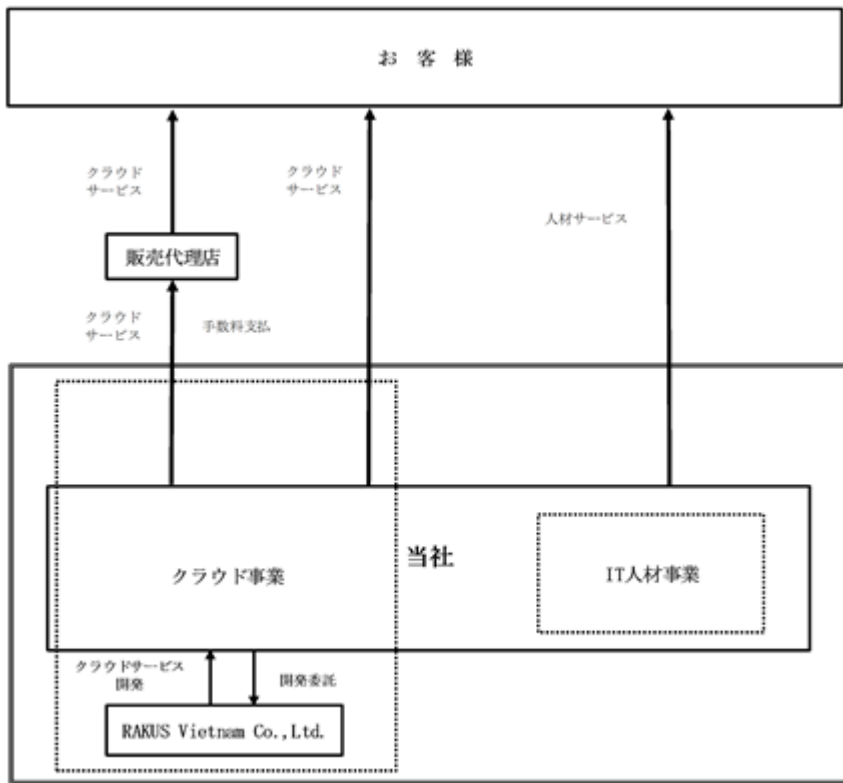 お 客 様
クラウド
サービス
クラウド
サービス
人材サービス
販売代理店
クラウド
サービス
手数料支払
当社
クラウド事業
IT人材事業
クラウドサービス
開発
開発委託
RAKUS Vietnam Co.,Ltd.